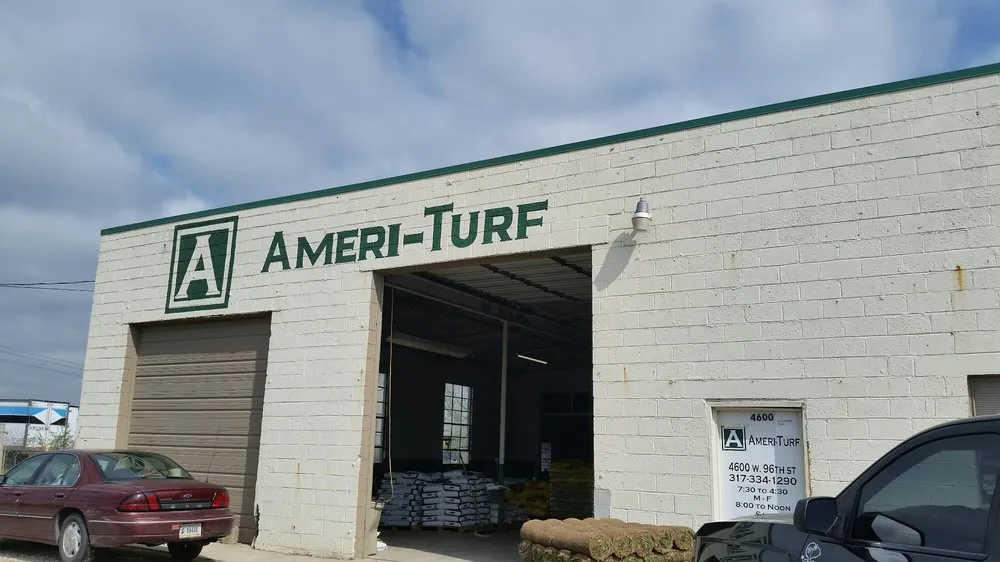 A AMERI-TURF
4600
A AMERI-TURF
4600 W. 96TH ST
317-334-1290
7:30 TO 4:30
M - F
8:00 TO NOON